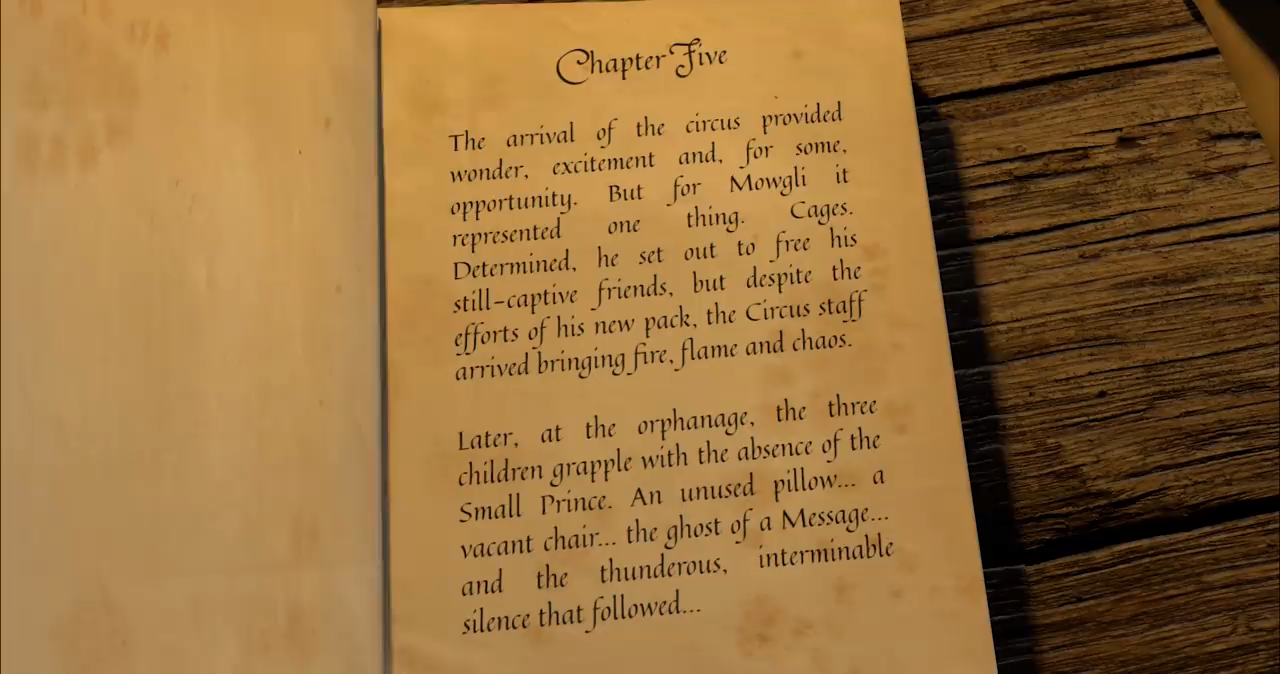 Chapter Five
The arrival of the circus provided
wonder, excitement and, for some,
opportunity. But for Mowgli it
represented one thing. Cages.
Determined, he set out to free his
still-captive friends, but despite the
efforts of his new pack, the Circus staff
arrived bringing fire, flame and chaos.
Later, at the orphanage, the three
children grapple with the absence of the
Small Prince. An unused pillow... a
vacant chair... the ghost of a Message...
and the thunderous, interminable
silence that followed...